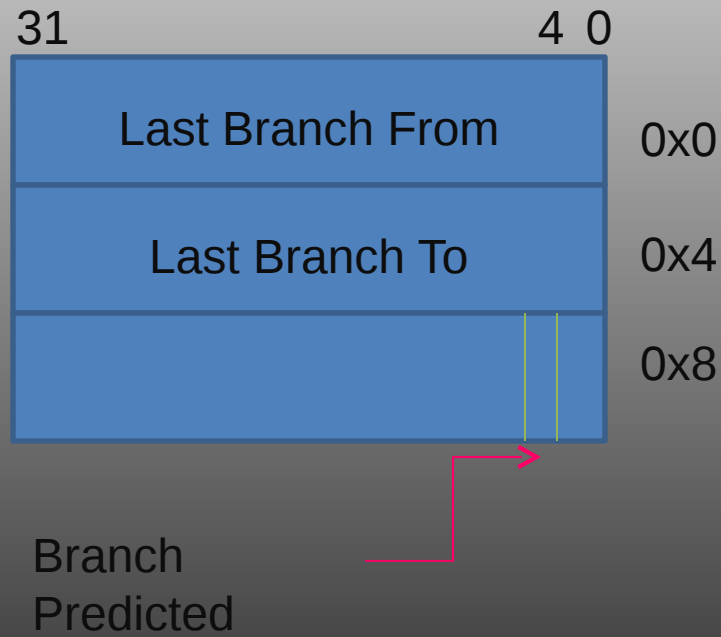 31 4 0
Last Branch From
0x0
Last Branch To
0x4
0x8
Branch
Predicted